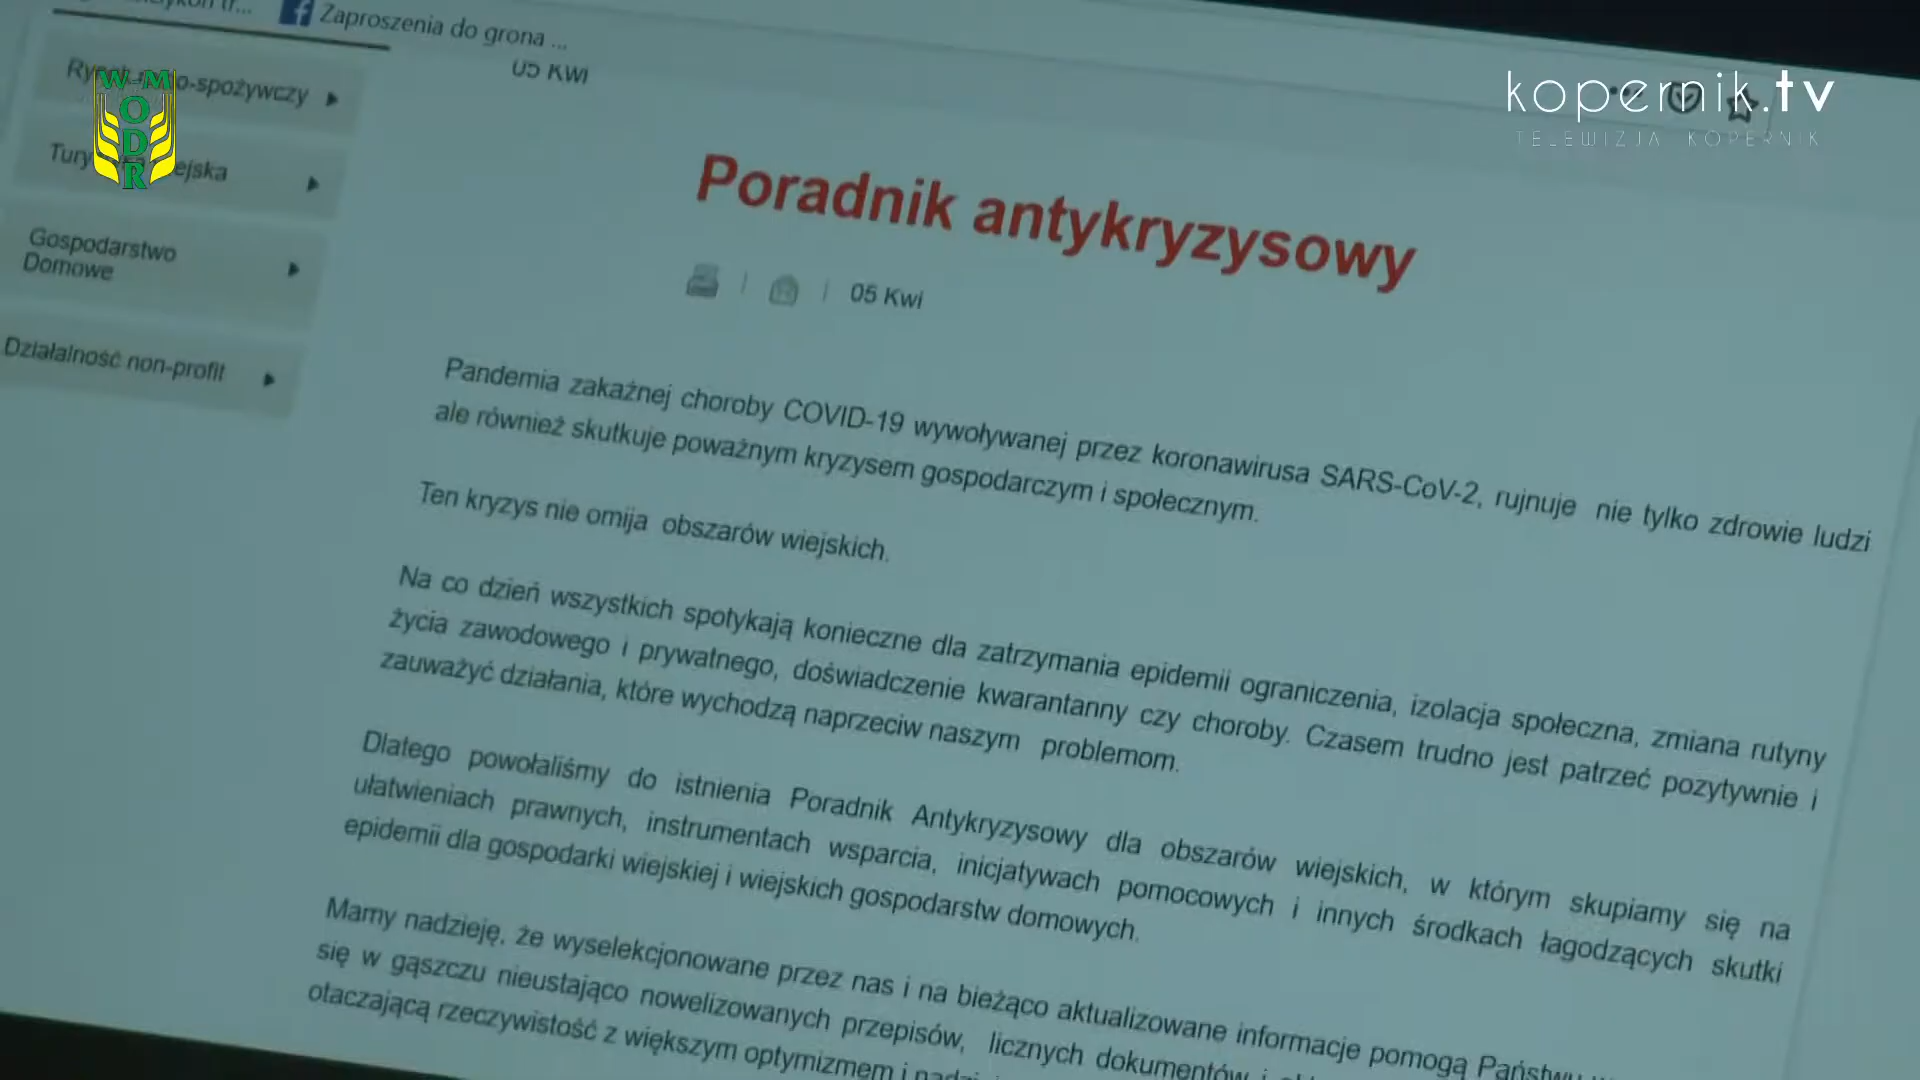 Zaproszenia do grona ...
05 Kwi
kopernik.tv
TELEWIZJA KOPERNIK
W-M
ODR
o-spożywczy
Gospodarstwo
Domowe
Działalność non-profit
Poradnik antykryzysowy
05 Kwi
Pandemia zakaźnej choroby COVID-19 wywoływanej przez koronawirusa SARS-CoV-2, rujnuje nie tylko zdrowie ludzi
ale również skutkuje poważnym kryzysem gospodarczym i społecznym.
Ten kryzys nie omija obszarów wiejskich.
Na co dzień wszystkich spotykają konieczne dla zatrzymania epidemii ograniczenia, izolacja społeczna, zmiana rutyny
życia zawodowego i prywatnego, doświadczenie kwarantanny czy choroby. Czasem trudno jest patrzeć pozytywnie i
zauważyć działania, które wychodzą naprzeciw naszym problemom.
Dlatego powołaliśmy do istnienia Poradnik Antykryzysowy dla obszarów wiejskich, w którym skupiamy się na
ułatwieniach prawnych, instrumentach wsparcia, inicjatywach pomocowych i innych środkach łagodzących skutki
epidemii dla gospodarki wiejskiej i wiejskich gospodarstw domowych.
Mamy nadzieję, że wyselekcjonowane przez nas i na bieżąco aktualizowane informacje pomogą Państwu
się w gąszczu nieustająco nowelizowanych przepisów, licznych dokumentów i
otaczającą rzeczywistość z większym optymizmem i